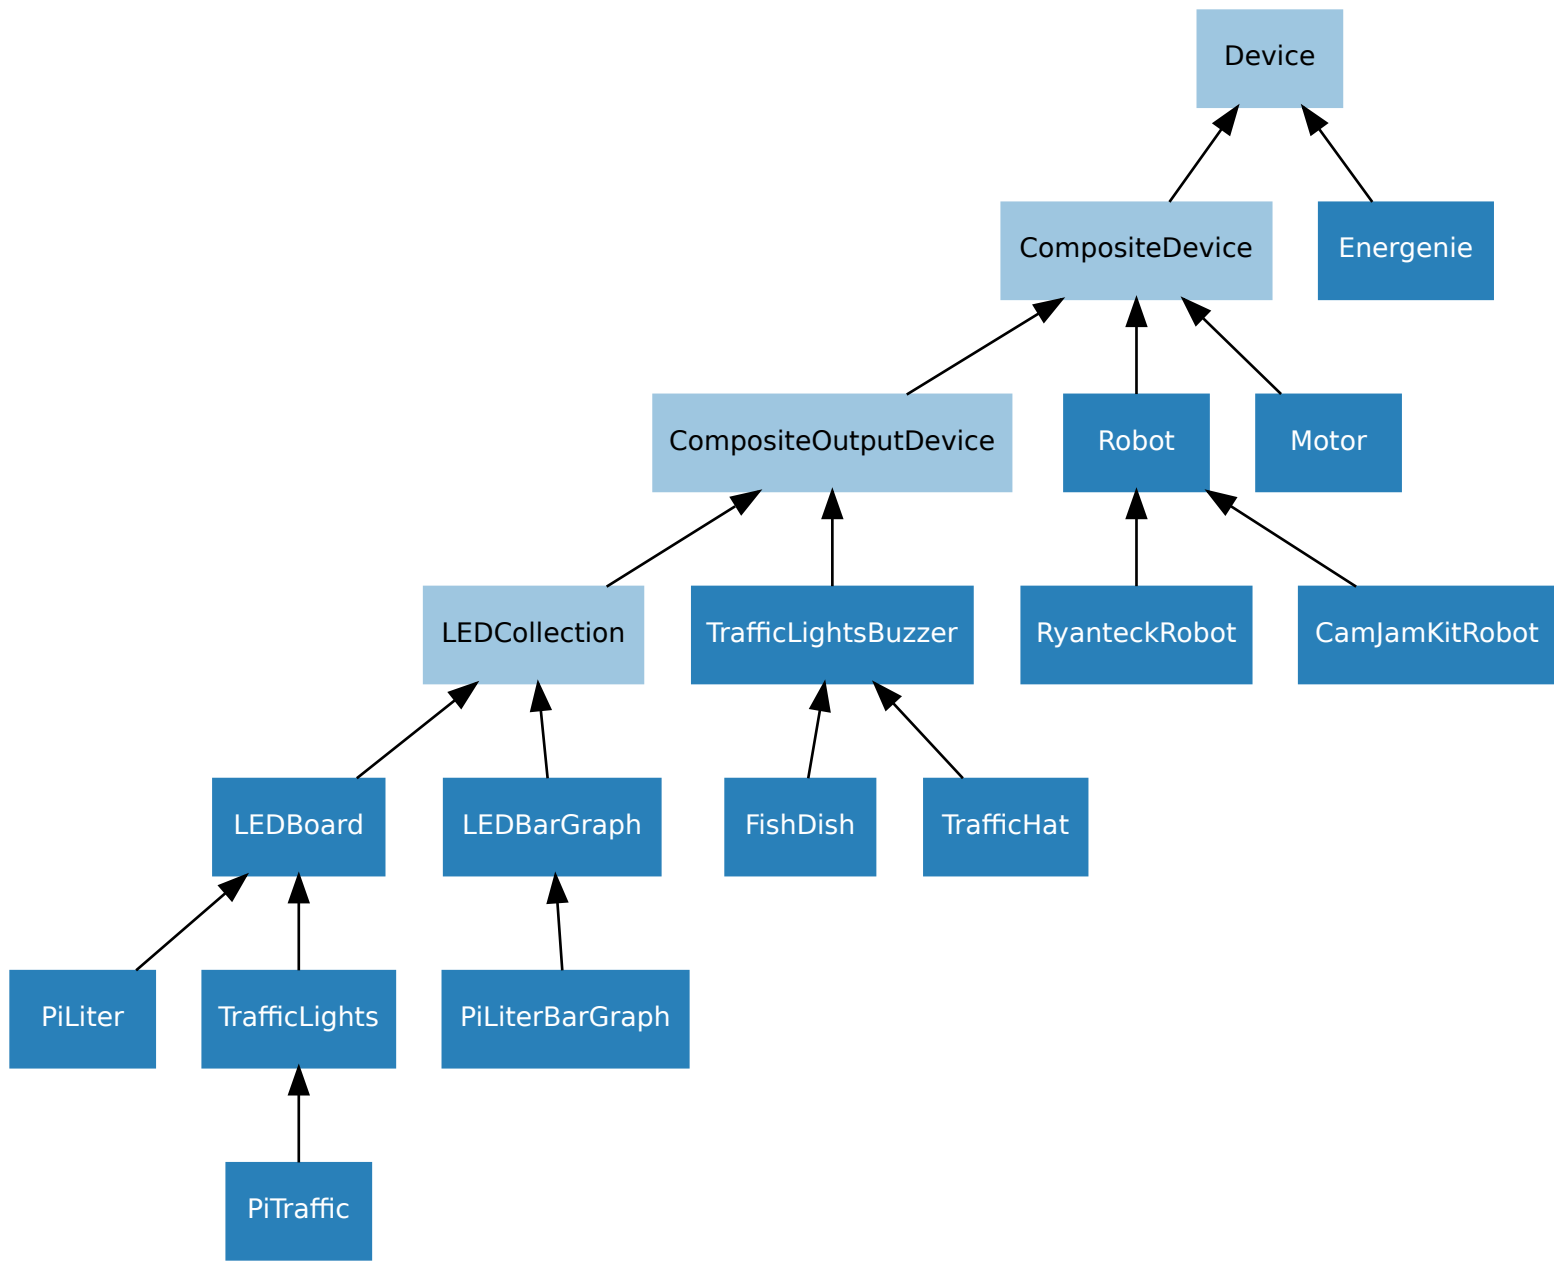 Device
CompositeDevice
Energenie
CompositeOutputDevice
Robot
Motor
LEDCollection
TrafficLightsBuzzer
RyanteckRobot
CamJamKitRobot
LEDBoard
LEDBarGraph
FishDish
TrafficHat
PiLiter
TrafficLights
PiLiterBarGraph
PiTraffic